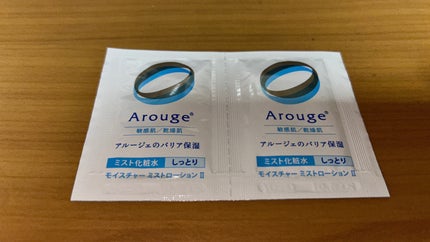 Arouge®
敏感肌／乾燥肌
アルージェのバリア保湿
ミスト化粧水 しっとり
モイスチャー ミストローション Ⅱ
Arouge®
敏感肌／乾燥肌
アルージェのバリア保湿
ミスト化粧水 しっとり
モイスチャー ミストローション Ⅱ